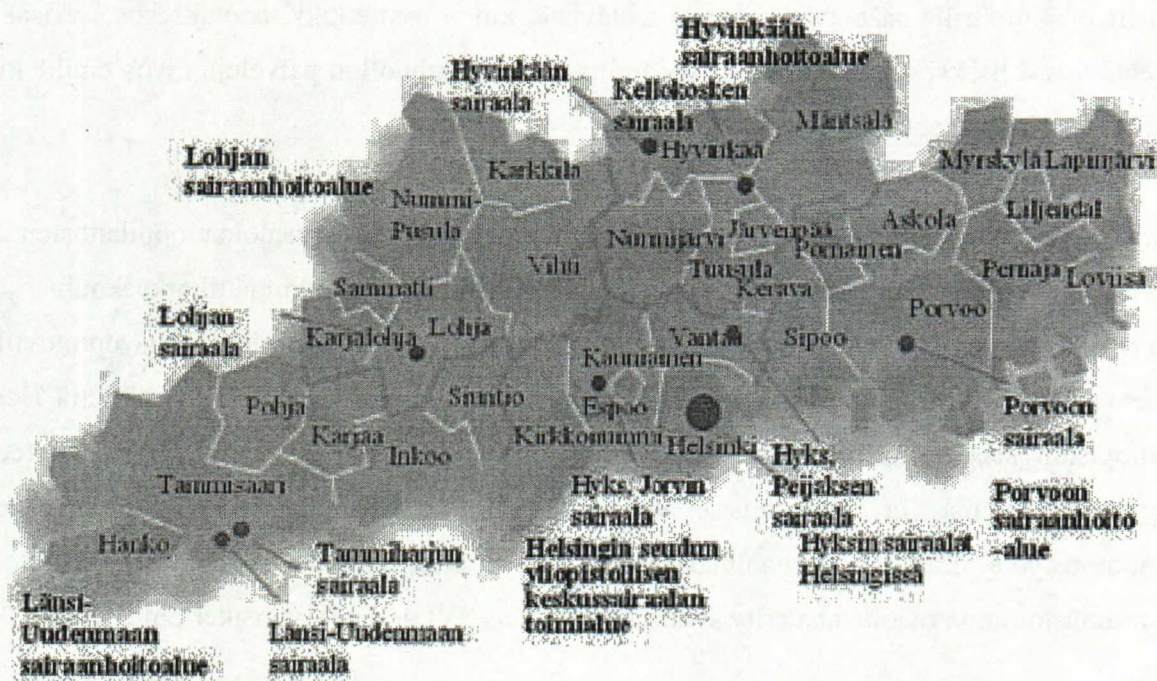 Hyvinkään
sairaanhoitoalue
Hyvinkään
sairaala
Kellokosken
sairaala
Mäntsälä
Hyvinkää
Lohjan
sairaanhoitoalue
Karkkila
Myrskylä Lapinjärvi
Nummi-
Pusula
Nurmijärvi
Järvenpää
Pornainen
Askola
Liljendal
Vihti
Tuusula
Pernaja
Loviisa
Sammatti
Kerava
Porvoo
Lohjan
sairaala
Karjalohja
Lohja
Vantaa
Sipoo
Kauniainen
Pohja
Siuntio
Espoo
Karjaa
Inkoo
Kirkkonummi
Helsinki
Porvoon
sairaala
Tammisaari
Hyks, Jorvin
sairaala
Hyks,
Peijaksen
sairaala
Porvoon
sairaanhoito
-alue
Hanko
Tammiharjun
sairaala
Helsingin seudun
yliopistollisen
keskussairaalan
toimialue
Hyksin sairaalat
Helsingissä
Länsi-
Uudenmaan
sairaanhoitoalue
Länsi-Uudenmaan
sairaala